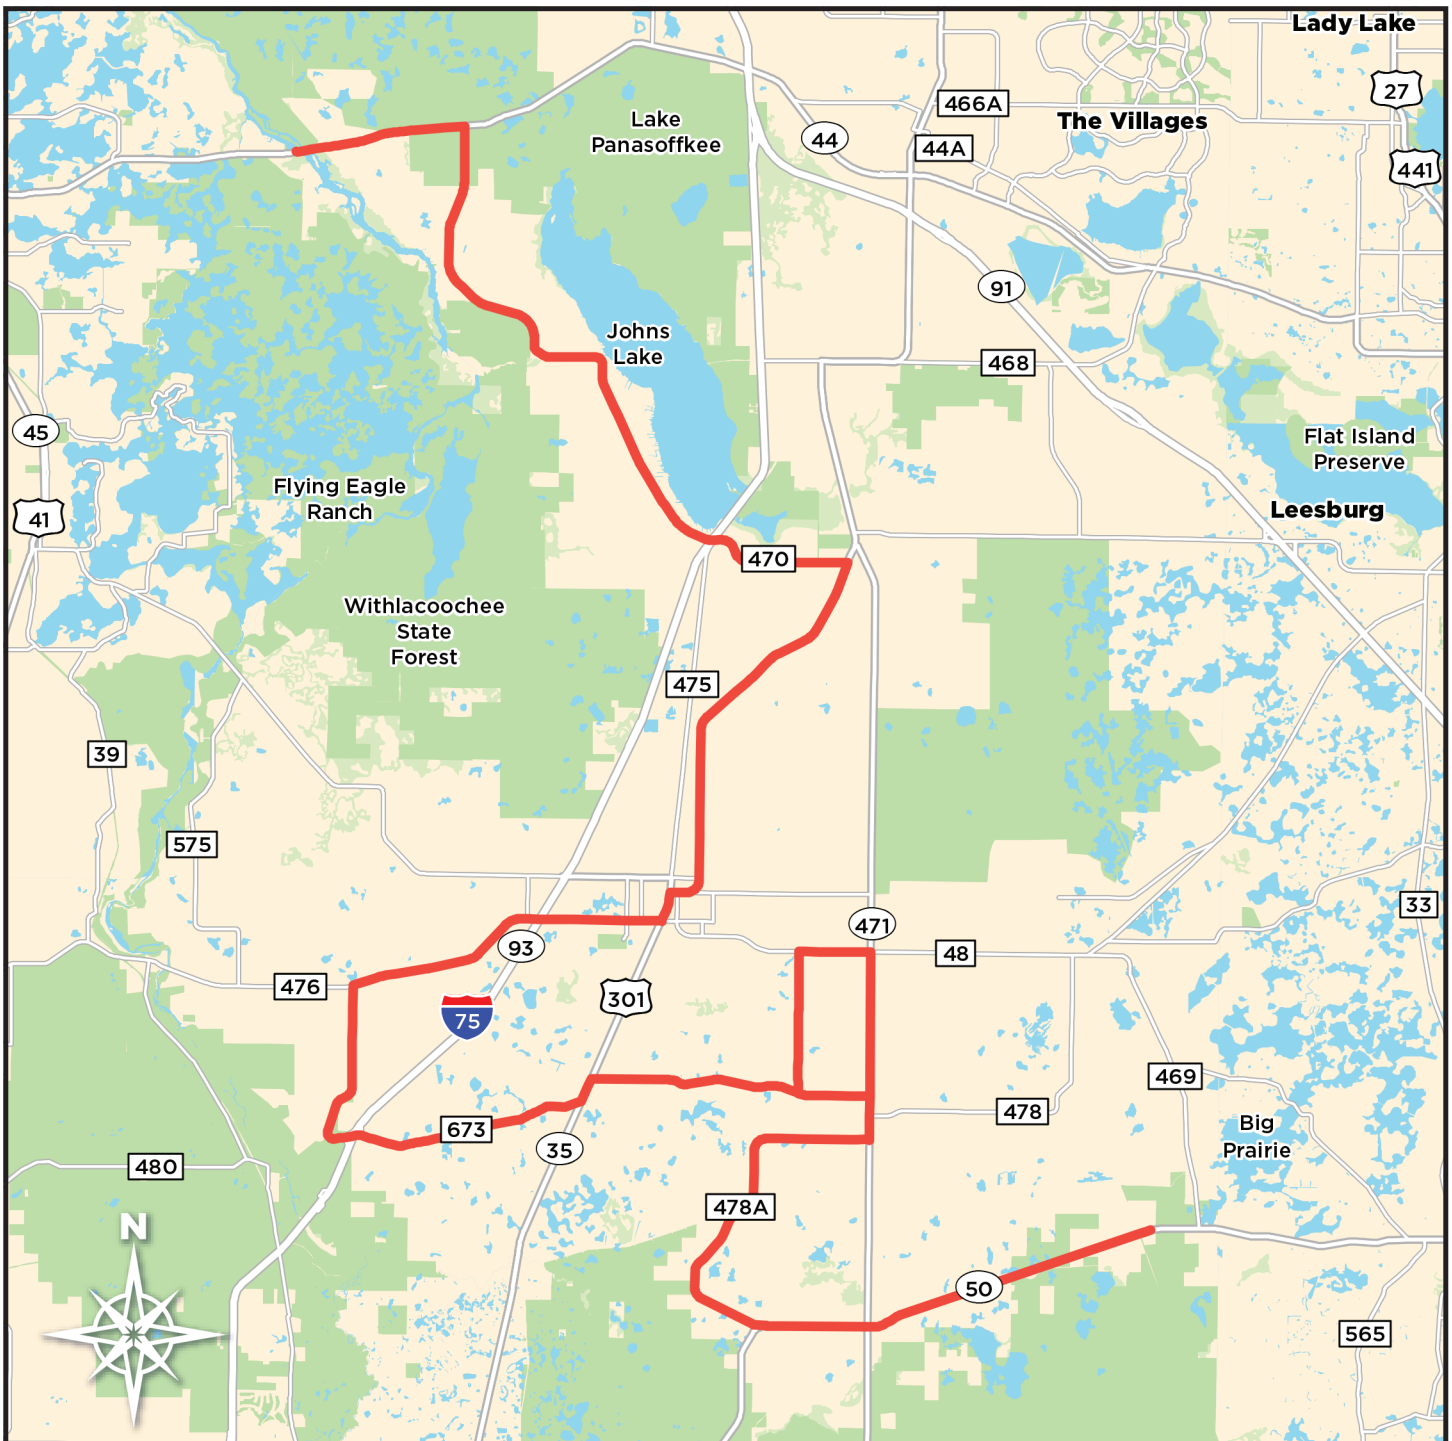 Lady Lake
27
466A
Lake
Panasoffkee
The Villages
44
44A
441
91
Johns
Lake
468
45
Flat Island
Preserve
Flying Eagle
Ranch
41
Leesburg
470
Withlacoochee
State
Forest
475
39
575
33
471
93
48
476
301
75
469
478
673
Big
Prairie
35
480
478A
N
50
565